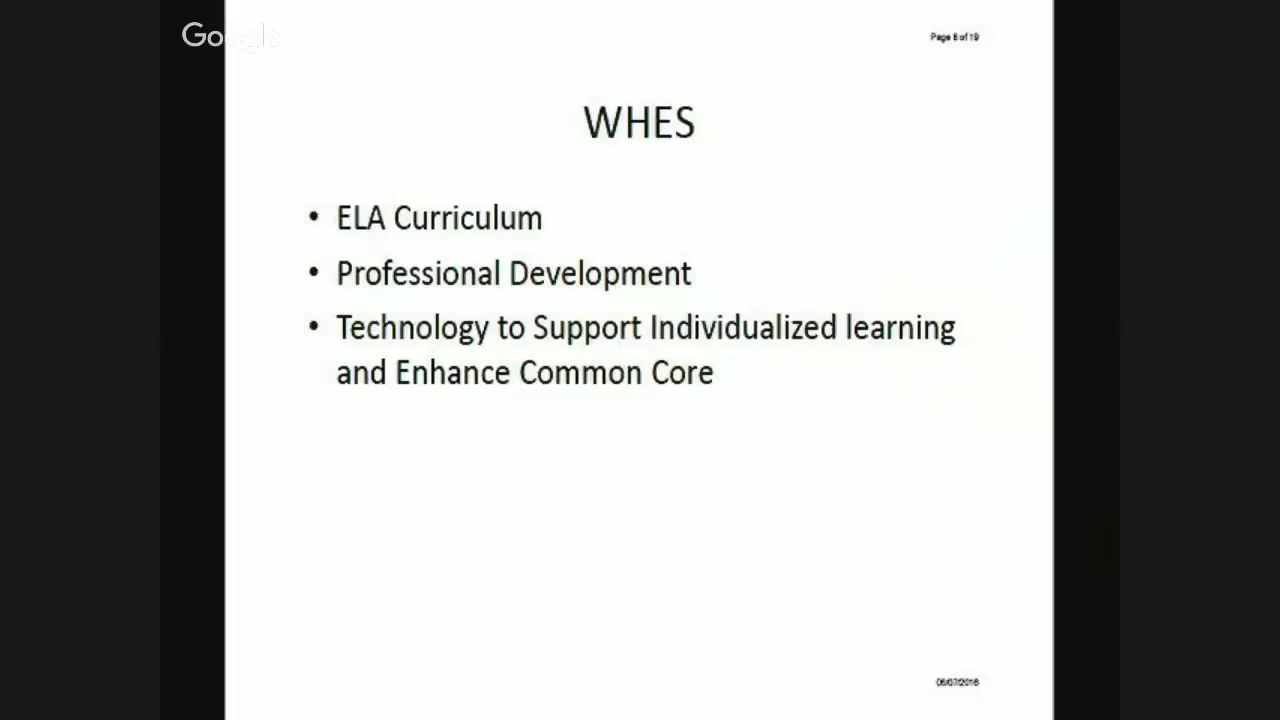 Google
Page 8 of 19
WHES
• ELA Curriculum
• Professional Development
• Technology to Support Individualized learning
and Enhance Common Core